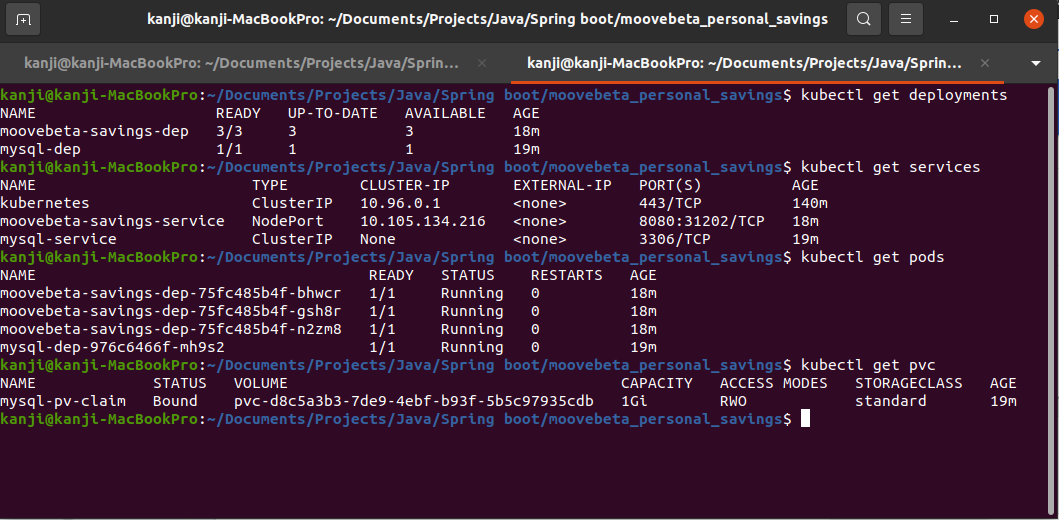 kanji@kanji-MacBookPro: ~/Documents/Projects/Java/Spring boot/moovebeta_personal_savings
kanji@kanji-MacBookPro: ~/Documents/Projects/Java/Sprin... kanji@kanji-MacBookPro: ~/Documents/Projects/Java/Sprin...
kanji@kanji-MacBookPro:~/Documents/Projects/Java/Spring boot/moovebeta_personal_savings$ kubectl get deployments
NAME READY UP-TO-DATE AVAILABLE AGE
moovebeta-savings-dep 3/3 3 3 18m
mysql-dep 1/1 1 1 19m
kanji@kanji-MacBookPro:~/Documents/Projects/Java/Spring boot/moovebeta_personal_savings$ kubectl get services
NAME TYPE CLUSTER-IP EXTERNAL-IP PORT(S) AGE
kubernetes ClusterIP 10.96.0.1 <none> 443/TCP 140m
moovebeta-savings-service NodePort 10.105.134.216 <none> 8080:31202/TCP 18m
mysql-service ClusterIP None <none> 3306/TCP 19m
kanji@kanji-MacBookPro:~/Documents/Projects/Java/Spring boot/moovebeta_personal_savings$ kubectl get pods
NAME READY STATUS RESTARTS AGE
moovebeta-savings-dep-75fc485b4f-bhwcr 1/1 Running 0 18m
moovebeta-savings-dep-75fc485b4f-gsh8r 1/1 Running 0 18m
moovebeta-savings-dep-75fc485b4f-n2zm8 1/1 Running 0 18m
mysql-dep-976c6466f-mh9s2 1/1 Running 0 19m
kanji@kanji-MacBookPro:~/Documents/Projects/Java/Spring boot/moovebeta_personal_savings$ kubectl get pvc
NAME STATUS VOLUME CAPACITY ACCESS MODES STORAGECLASS AGE
mysql-pv-claim Bound pvc-d8c5a3b3-7de9-4ebf-b93f-5b5c97935cdb 1Gi RWO standard 19m
kanji@kanji-MacBookPro:~/Documents/Projects/Java/Spring boot/moovebeta_personal_savings$